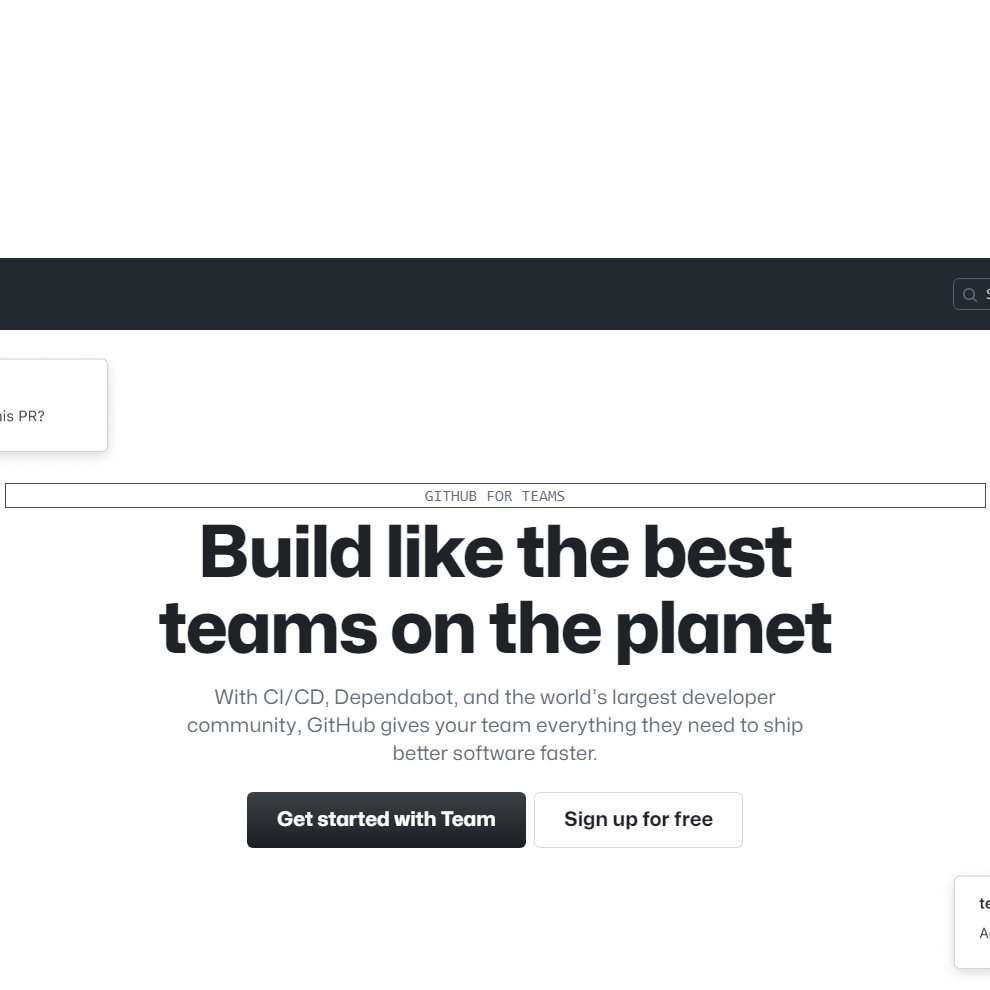 his PR?
GITHUB FOR TEAMS
Build like the best
teams on the planet
With CI/CD, Dependabot, and the world’s largest developer
community, GitHub gives your team everything they need to ship
better software faster.
Get started with Team
Sign up for free